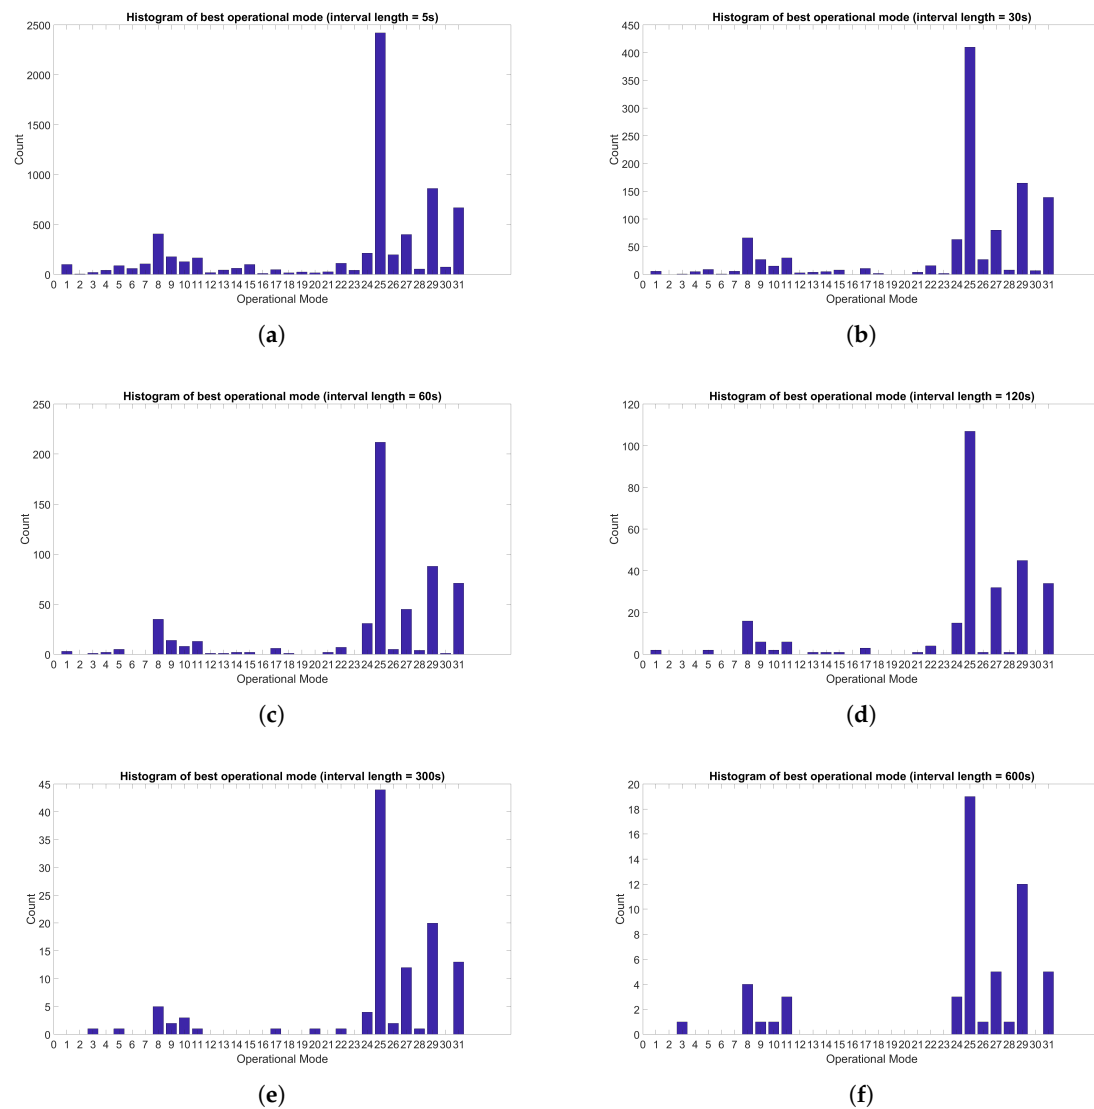 Histogram of best operational mode (interval length = 5s)
2500
2000
1500
1000
500
0
Count
0 1 2 3 4 5 6 7 8 9 10 11 12 13 14 15 16 17 18 19 20 21 22 23 24 25 26 27 28 29 30 31
Operational Mode
(a)
Histogram of best operational mode (interval length = 30s)
450
400
350
300
250
200
150
100
50
0
Count
0 1 2 3 4 5 6 7 8 9 10 11 12 13 14 15 16 17 18 19 20 21 22 23 24 25 26 27 28 29 30 31
Operational Mode
(b)
Histogram of best operational mode (interval length = 60s)
250
200
150
100
50
0
Count
0 1 2 3 4 5 6 7 8 9 10 11 12 13 14 15 16 17 18 19 20 21 22 23 24 25 26 27 28 29 30 31
Operational Mode
(c)
Histogram of best operational mode (interval length = 120s)
120
100
80
60
40
20
0
Count
0 1 2 3 4 5 6 7 8 9 10 11 12 13 14 15 16 17 18 19 20 21 22 23 24 25 26 27 28 29 30 31
Operational Mode
(d)
Histogram of best operational mode (interval length = 300s)
45
40
35
30
25
20
15
10
5
0
Count
0 1 2 3 4 5 6 7 8 9 10 11 12 13 14 15 16 17 18 19 20 21 22 23 24 25 26 27 28 29 30 31
Operational Mode
(e)
Histogram of best operational mode (interval length = 600s)
20
18
16
14
12
10
8
6
4
2
0
Count
0 1 2 3 4 5 6 7 8 9 10 11 12 13 14 15 16 17 18 19 20 21 22 23 24 25 26 27 28 29 30 31
Operational Mode
(f)